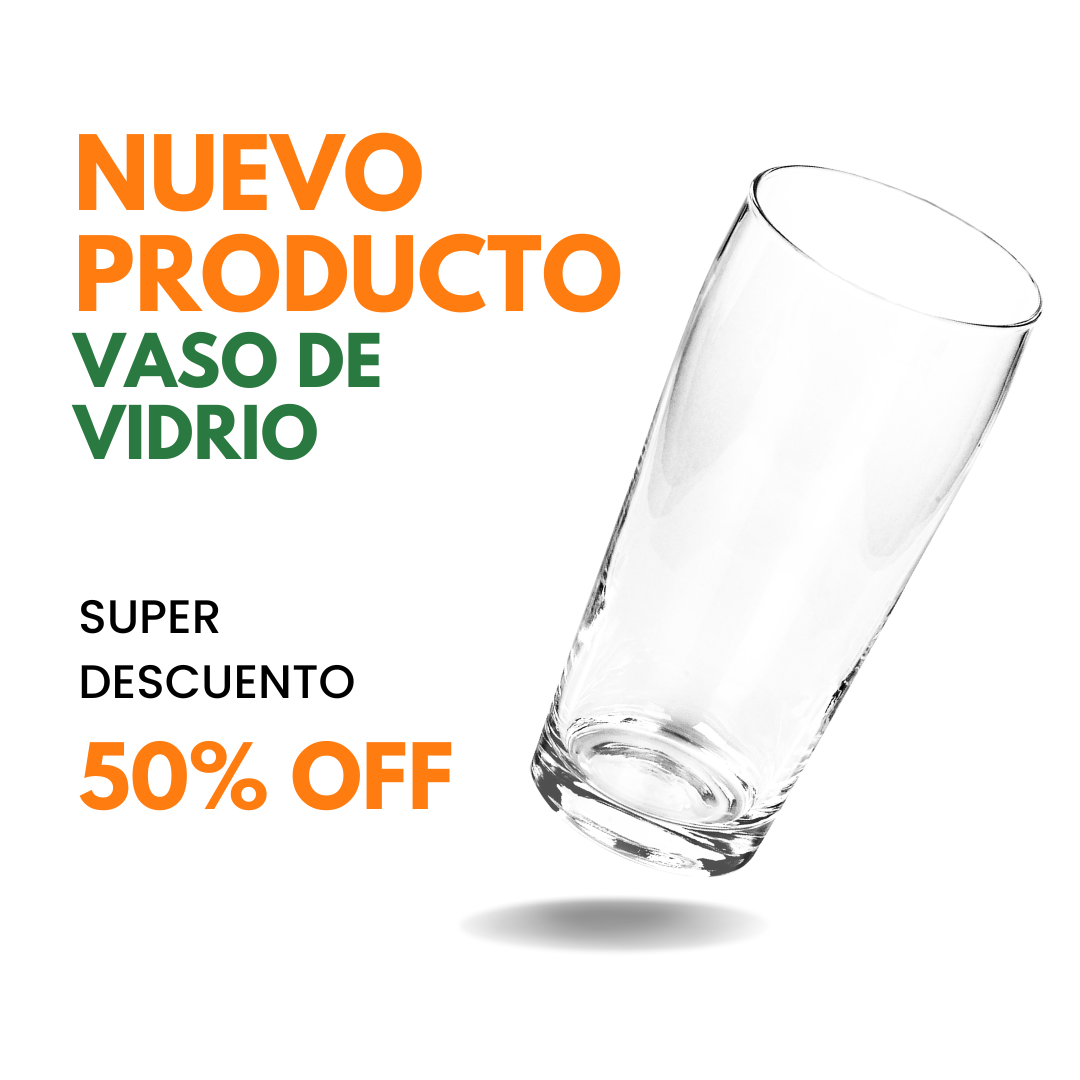 NUEVO
PRODUCTO
VASO DE
VIDRIO
SUPER
DESCUENTO
50% OFF